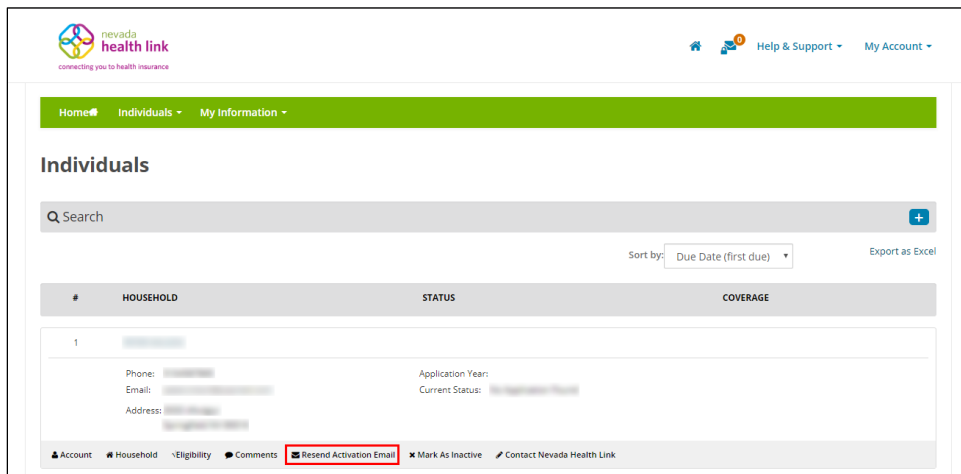 nevada
health link
connecting you to health insurance
0
Help & Support
My Account
Home
Individuals
My Information
Individuals
Search
+
Sort by: Due Date (first due)
Export as Excel
# HOUSEHOLD STATUS COVERAGE
1
Phone:
Application Year:
Email:
Current Status:
Address:
Account Household Eligibility Comments Resend Activation Email Mark As Inactive Contact Nevada Health Link